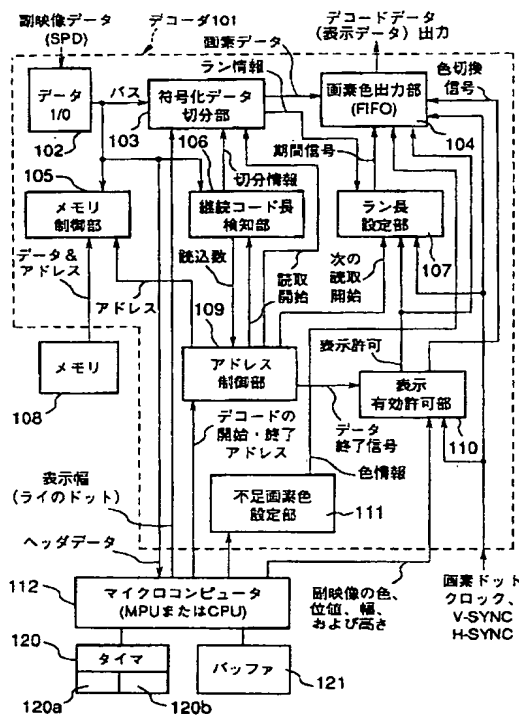 副映像データ
(SPD)
デコーダ101
画素データ
デコードデータ
(表示データ)出力
ラン情報
色切換
信号
データ
I/O
バス
符号化データ
切分部
画素色出力部
(FIFO)
102
103
104
105
106
切分情報
期間信号
メモリ
制御部
継続コード長
検知部
ラン長
設定部
107
データ&
アドレス
アドレス
読込数
読取
開始
次の
読取
開始
109
メモリ
108
アドレス
制御部
表示許可
表示
有効許可部
110
デコードの
開始・終了
アドレス
データ
終了信号
色情報
表示幅
(ライのドット)
不足画素色
設定部
111
ヘッダデータ
112
マイクロコンピュータ
(MPUまたはCPU)
副映像の色、
位値、幅、
および高さ
画素ドット
クロック、
V-SYNC
H-SYNC
120
タイマ
バッファ
121
120a
120b